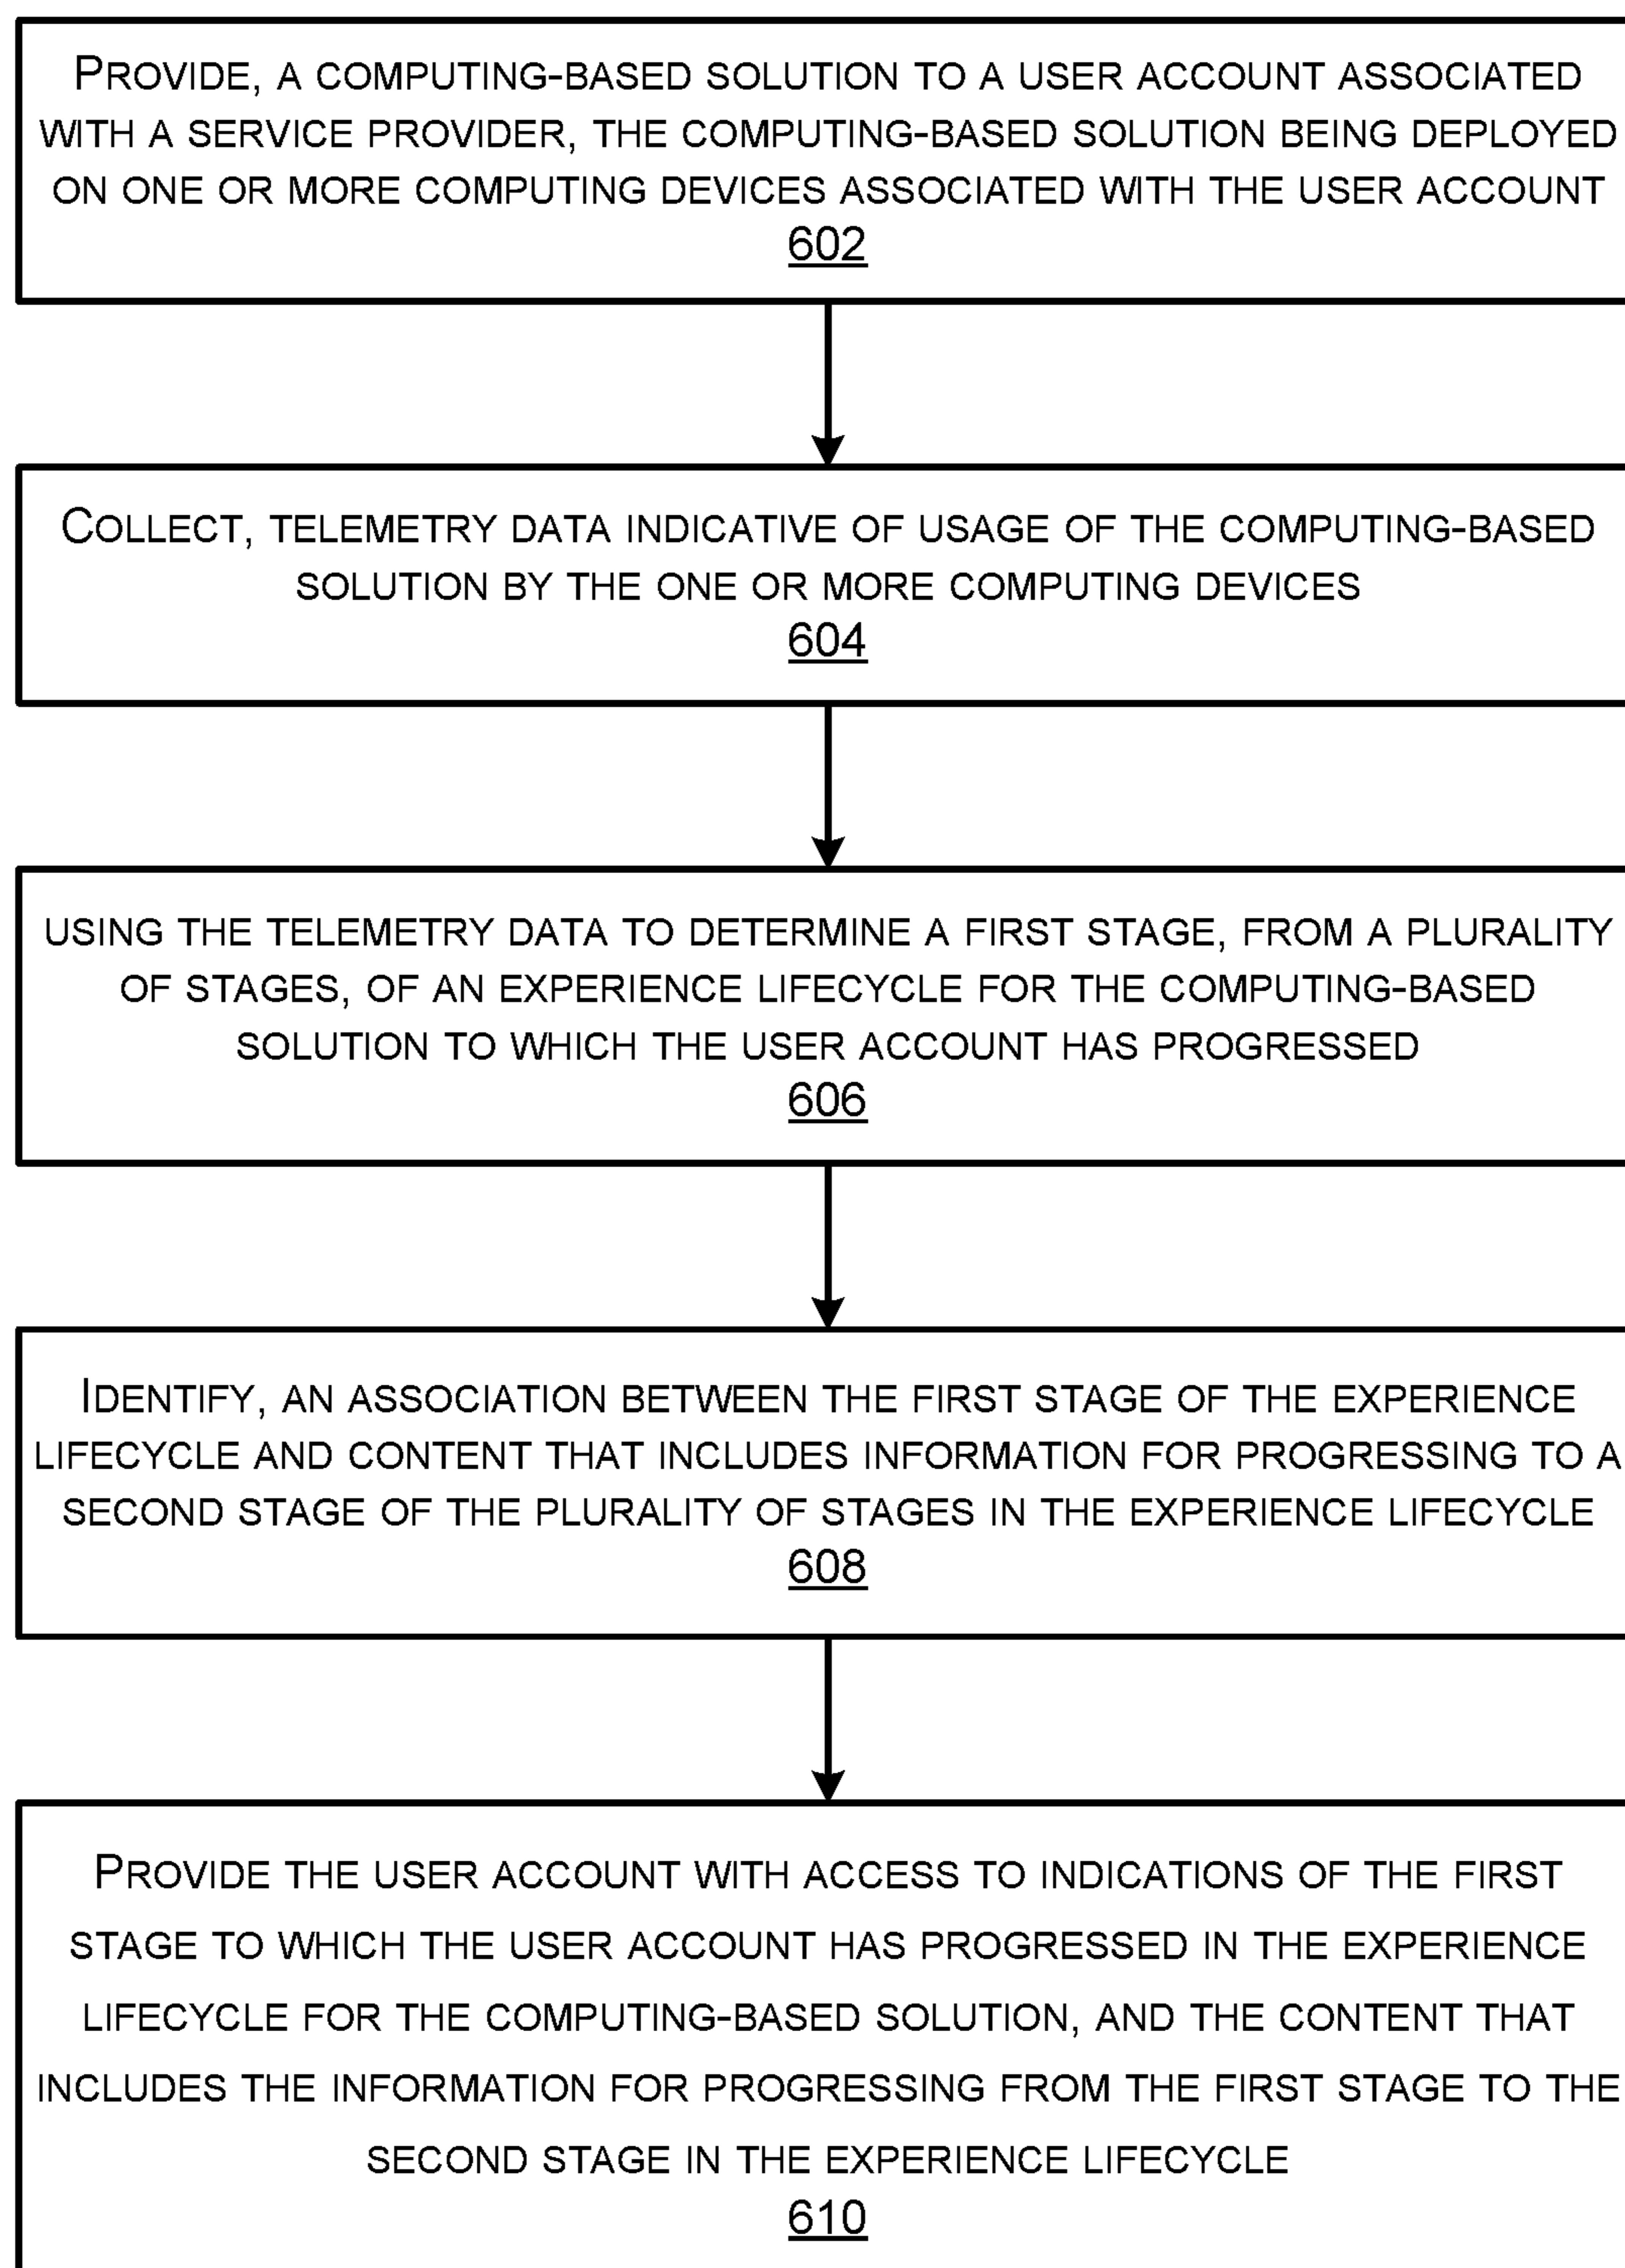 PROVIDE, A COMPUTING-BASED SOLUTION TO A USER ACCOUNT ASSOCIATED
WITH A SERVICE PROVIDER, THE COMPUTING-BASED SOLUTION BEING DEPLOYED
ON ONE OR MORE COMPUTING DEVICES ASSOCIATED WITH THE USER ACCOUNT
602
COLLECT, TELEMETRY DATA INDICATIVE OF USAGE OF THE COMPUTING-BASED
SOLUTION BY THE ONE OR MORE COMPUTING DEVICES
604
USING THE TELEMETRY DATA TO DETERMINE A FIRST STAGE, FROM A PLURALITY
OF STAGES, OF AN EXPERIENCE LIFECYCLE FOR THE COMPUTING-BASED
SOLUTION TO WHICH THE USER ACCOUNT HAS PROGRESSED
606
IDENTIFY, AN ASSOCIATION BETWEEN THE FIRST STAGE OF THE EXPERIENCE
LIFECYCLE AND CONTENT THAT INCLUDES INFORMATION FOR PROGRESSING TO A
SECOND STAGE OF THE PLURALITY OF STAGES IN THE EXPERIENCE LIFECYCLE
608
PROVIDE THE USER ACCOUNT WITH ACCESS TO INDICATIONS OF THE FIRST
STAGE TO WHICH THE USER ACCOUNT HAS PROGRESSED IN THE EXPERIENCE
LIFECYCLE FOR THE COMPUTING-BASED SOLUTION, AND THE CONTENT THAT
INCLUDES THE INFORMATION FOR PROGRESSING FROM THE FIRST STAGE TO THE
SECOND STAGE IN THE EXPERIENCE LIFECYCLE
610